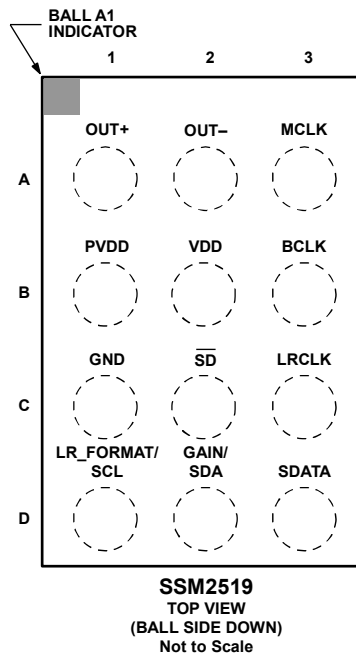 BALL A1
INDICATOR
1 2 3
OUT+ OUT– MCLK
A
PVDD VDD BCLK
B
GND SD LRCLK
C
LR_FORMAT/ GAIN/
SCL SDA SDATA
D
SSM2519
TOP VIEW
(BALL SIDE DOWN)
Not to Scale